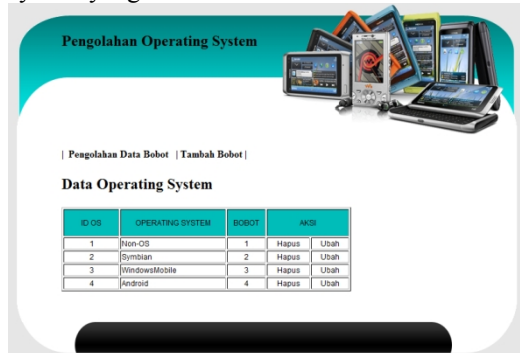 Pengolahan Operating System
| Pengolahan Data Bobot | Tambah Bobot |
Data Operating System
ID OS OPERATING SYSTEM BOBOT AKSI
1 Non-OS 1 Hapus Ubah
2 Symbian 2 Hapus Ubah
3 WindowsMobile 3 Hapus Ubah
4 Android 4 Hapus Ubah